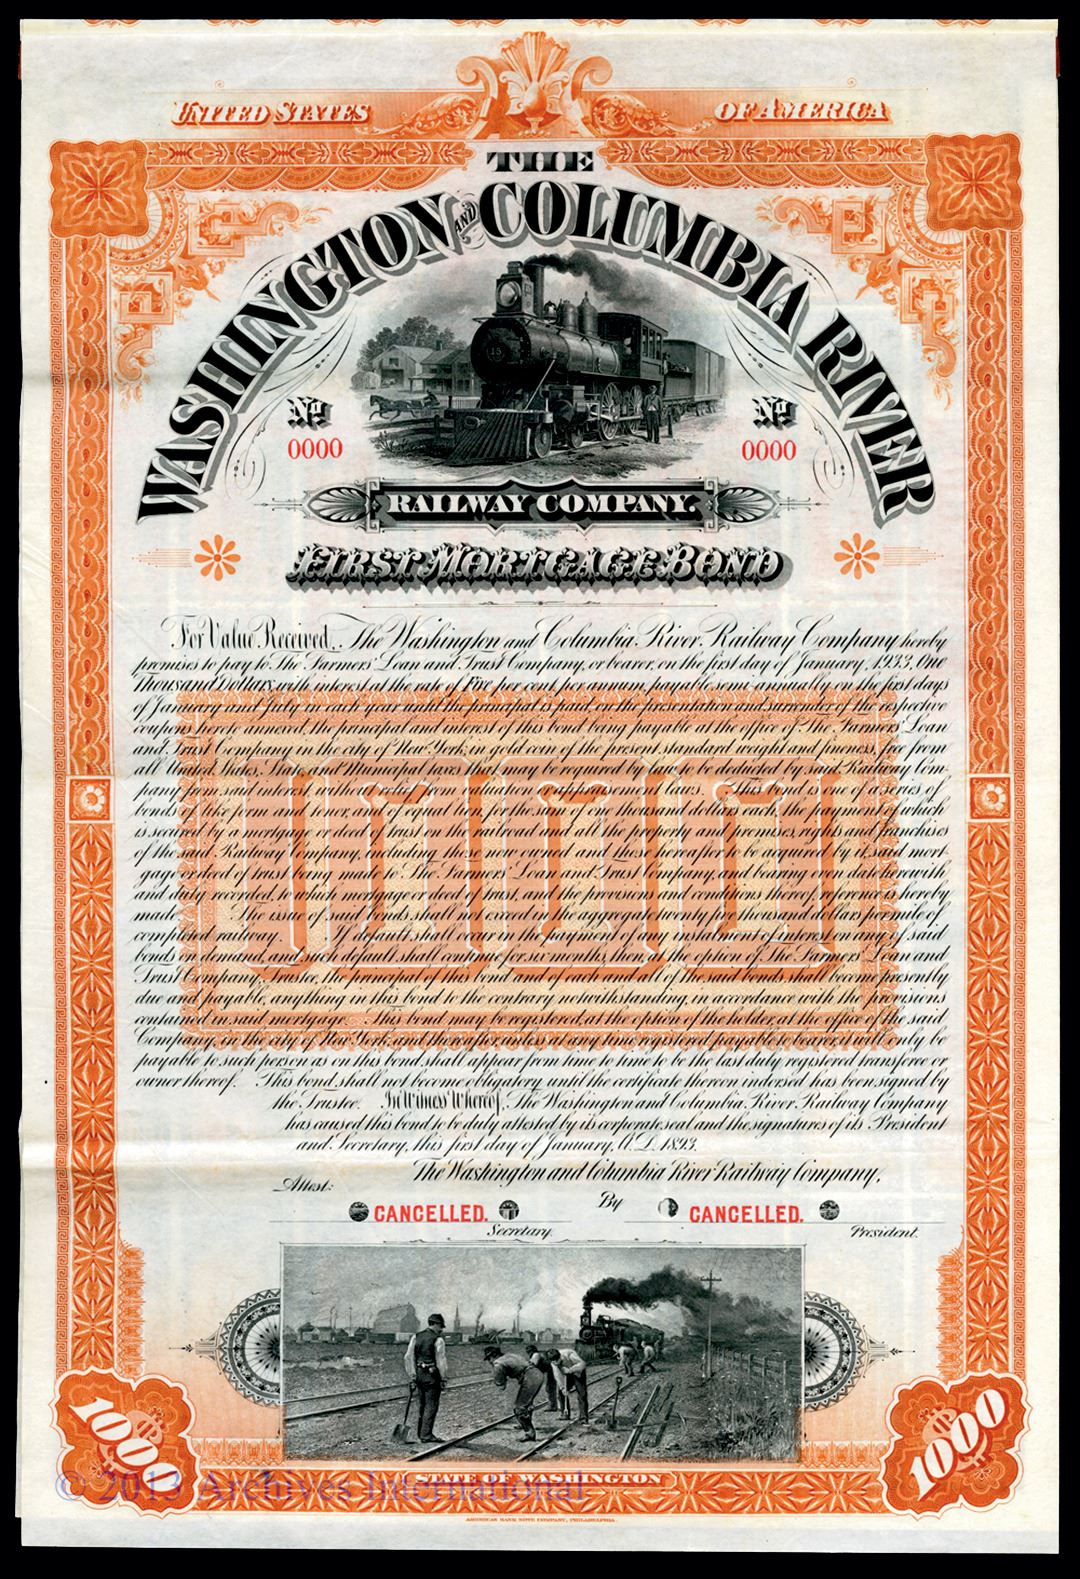 UNITED STATES OF AMERICA
THE
WASHINGTON AND COLUMBIA RIVER
No 0000 No 0000
15
RAILWAY COMPANY.
FIRST MORTGAGE BOND
For Value Received, The Washington and Columbia River Railway Company hereby
promises to pay to The Farmers' Loan and Trust Company, or bearer, on the first day of January, 1933, One
Thousand Dollars, with interest at the rate of Five per cent. per annum, payable semi-annually on the first days
of January and July in each year until the principal is paid on the presentation and surrender of the respective
coupons hereto annexed, the principal and interest of this bond being payable at the office of The Farmers' Loan
and Trust Company in the city of New York, in gold coin of the present standard weight and fineness, free from
all United States, State and Municipal taxes that may be required by law to be deducted by said Railway Com-
pany from said interest, without relief from valuation or appraisement laws. This bond is one of a series of
bonds of like form and tenor, and of equal lien, for the sum of one thousand dollars each, the payment of which
is secured by a mortgage or deed of trust on the railroad and all the property and premises, rights and franchises
of the said Railway Company, including those now owned and those hereafter to be acquired by it, said mort-
gage or deed of trust being made to The Farmers' Loan and Trust Company, and bearing even date herewith
and duly recorded, to which mortgage or deed of trust, and the provisions and conditions thereof, reference is hereby
made. The issue of said bonds shall not exceed in the aggregate twenty five thousand dollars per mile of
completed railway. If default shall occur in the payment of any instalment of interest on any of said
bonds on demand, and such default shall continue for six months, then, at the option of The Farmers' Loan and
Trust Company, Trustee, the principal of this bond and of each and all of the said bonds shall become presently
due and payable, anything in this bond to the contrary notwithstanding, in accordance with the provisions
contained in said mortgage. This bond may be registered, at the option of the holder, at the office of the said
Company, in the city of New York, and thereafter, unless at any time registered payable to bearer, it will only be
payable to such person as on this bond shall appear from time to time to be the last duly registered transferee or
owner thereof. This bond shall not become obligatory until the certificate thereon indorsed has been signed by
the Trustee. In Witness Whereof, The Washington and Columbia River Railway Company
has caused this bond to be duly attested by its corporate seal and the signatures of its President
and Secretary, this first day of January, A.D. 1893.
The Washington and Columbia River Railway Company,
Attest:
CANCELLED. By CANCELLED.
Secretary. President.
$1000 $1000
STATE OF WASHINGTON
© 2013 Archives International
AMERICAN BANK NOTE COMPANY, PHILADELPHIA.